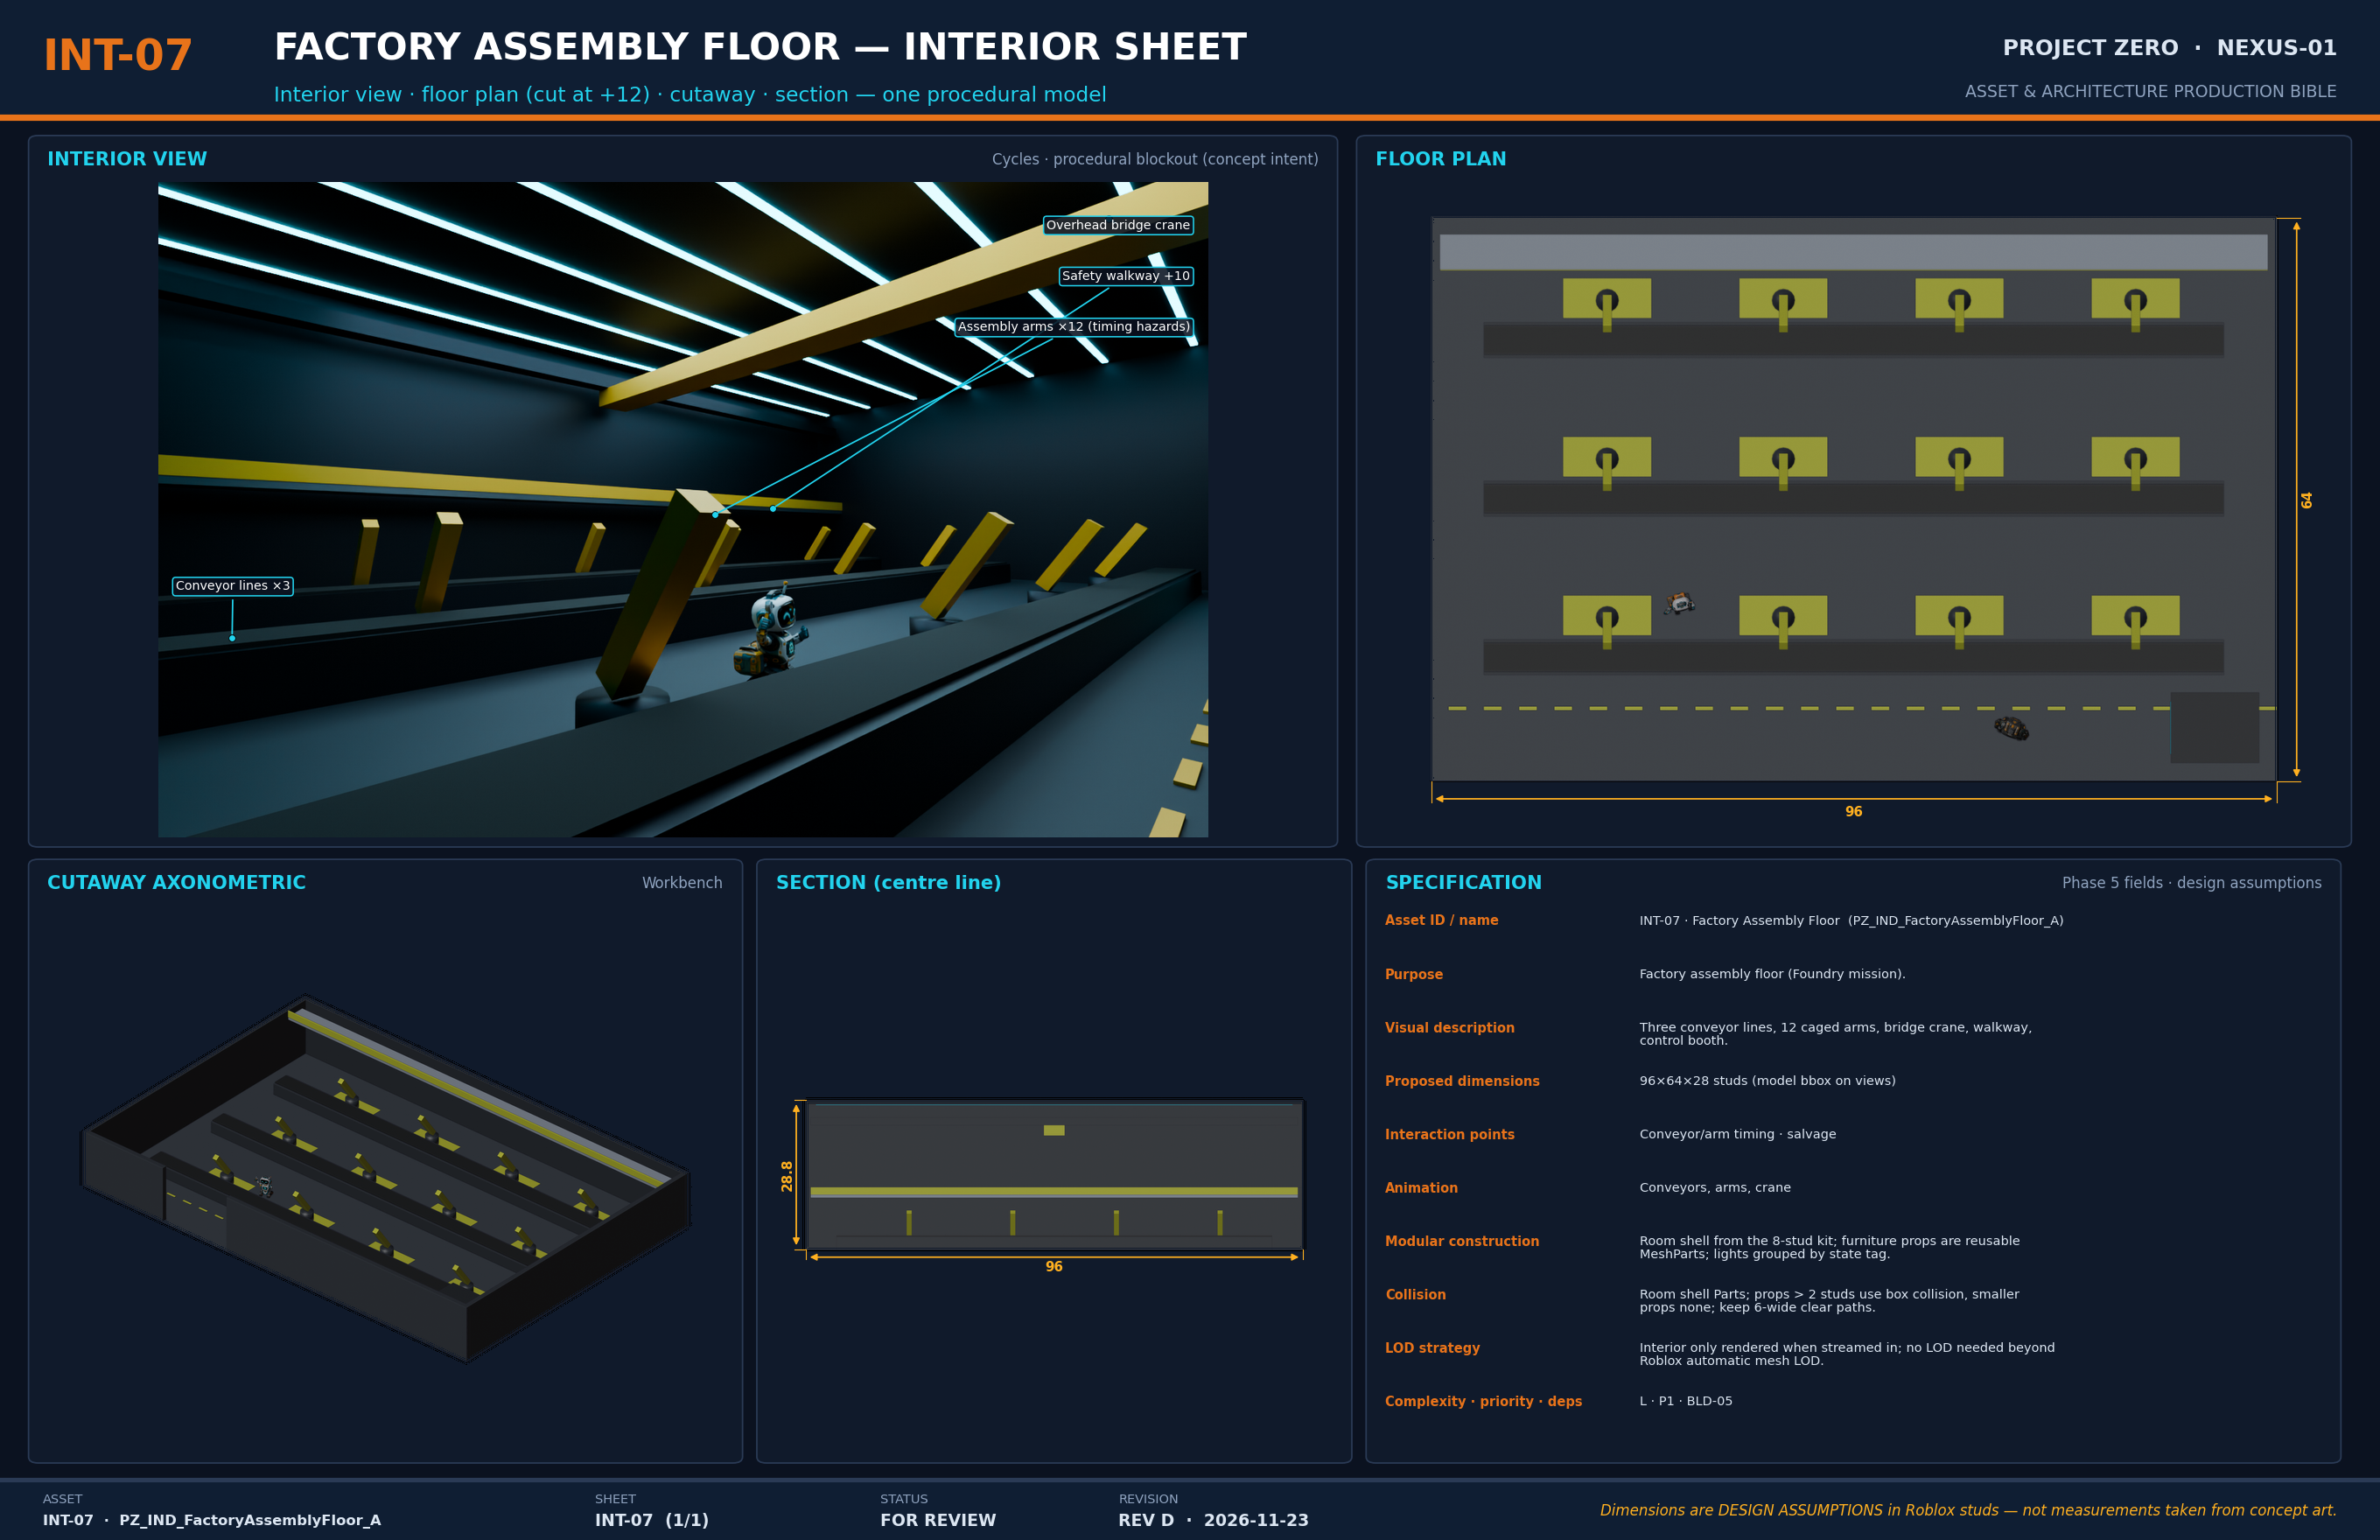 INT-07
FACTORY ASSEMBLY FLOOR — INTERIOR SHEET
Interior view · floor plan (cut at +12) · cutaway · section — one procedural model
PROJECT ZERO · NEXUS-01
ASSET & ARCHITECTURE PRODUCTION BIBLE
INTERIOR VIEW
Cycles · procedural blockout (concept intent)
Overhead bridge crane
Safety walkway +10
Assembly arms ×12 (timing hazards)
Conveyor lines ×3
FLOOR PLAN
64
96
CUTAWAY AXONOMETRIC
Workbench
SECTION (centre line)
28.8
96
SPECIFICATION
Phase 5 fields · design assumptions
Asset ID / name
INT-07 · Factory Assembly Floor (PZ_IND_FactoryAssemblyFloor_A)
Purpose
Factory assembly floor (Foundry mission).
Visual description
Three conveyor lines, 12 caged arms, bridge crane, walkway,
control booth.
Proposed dimensions
96×64×28 studs (model bbox on views)
Interaction points
Conveyor/arm timing · salvage
Animation
Conveyors, arms, crane
Modular construction
Room shell from the 8-stud kit; furniture props are reusable
MeshParts; lights grouped by state tag.
Collision
Room shell Parts; props > 2 studs use box collision, smaller
props none; keep 6-wide clear paths.
LOD strategy
Interior only rendered when streamed in; no LOD needed beyond
Roblox automatic mesh LOD.
Complexity · priority · deps
L · P1 · BLD-05
ASSET
INT-07 · PZ_IND_FactoryAssemblyFloor_A
SHEET
INT-07 (1/1)
STATUS
FOR REVIEW
REVISION
REV D · 2026-11-23
Dimensions are DESIGN ASSUMPTIONS in Roblox studs — not measurements taken from concept art.